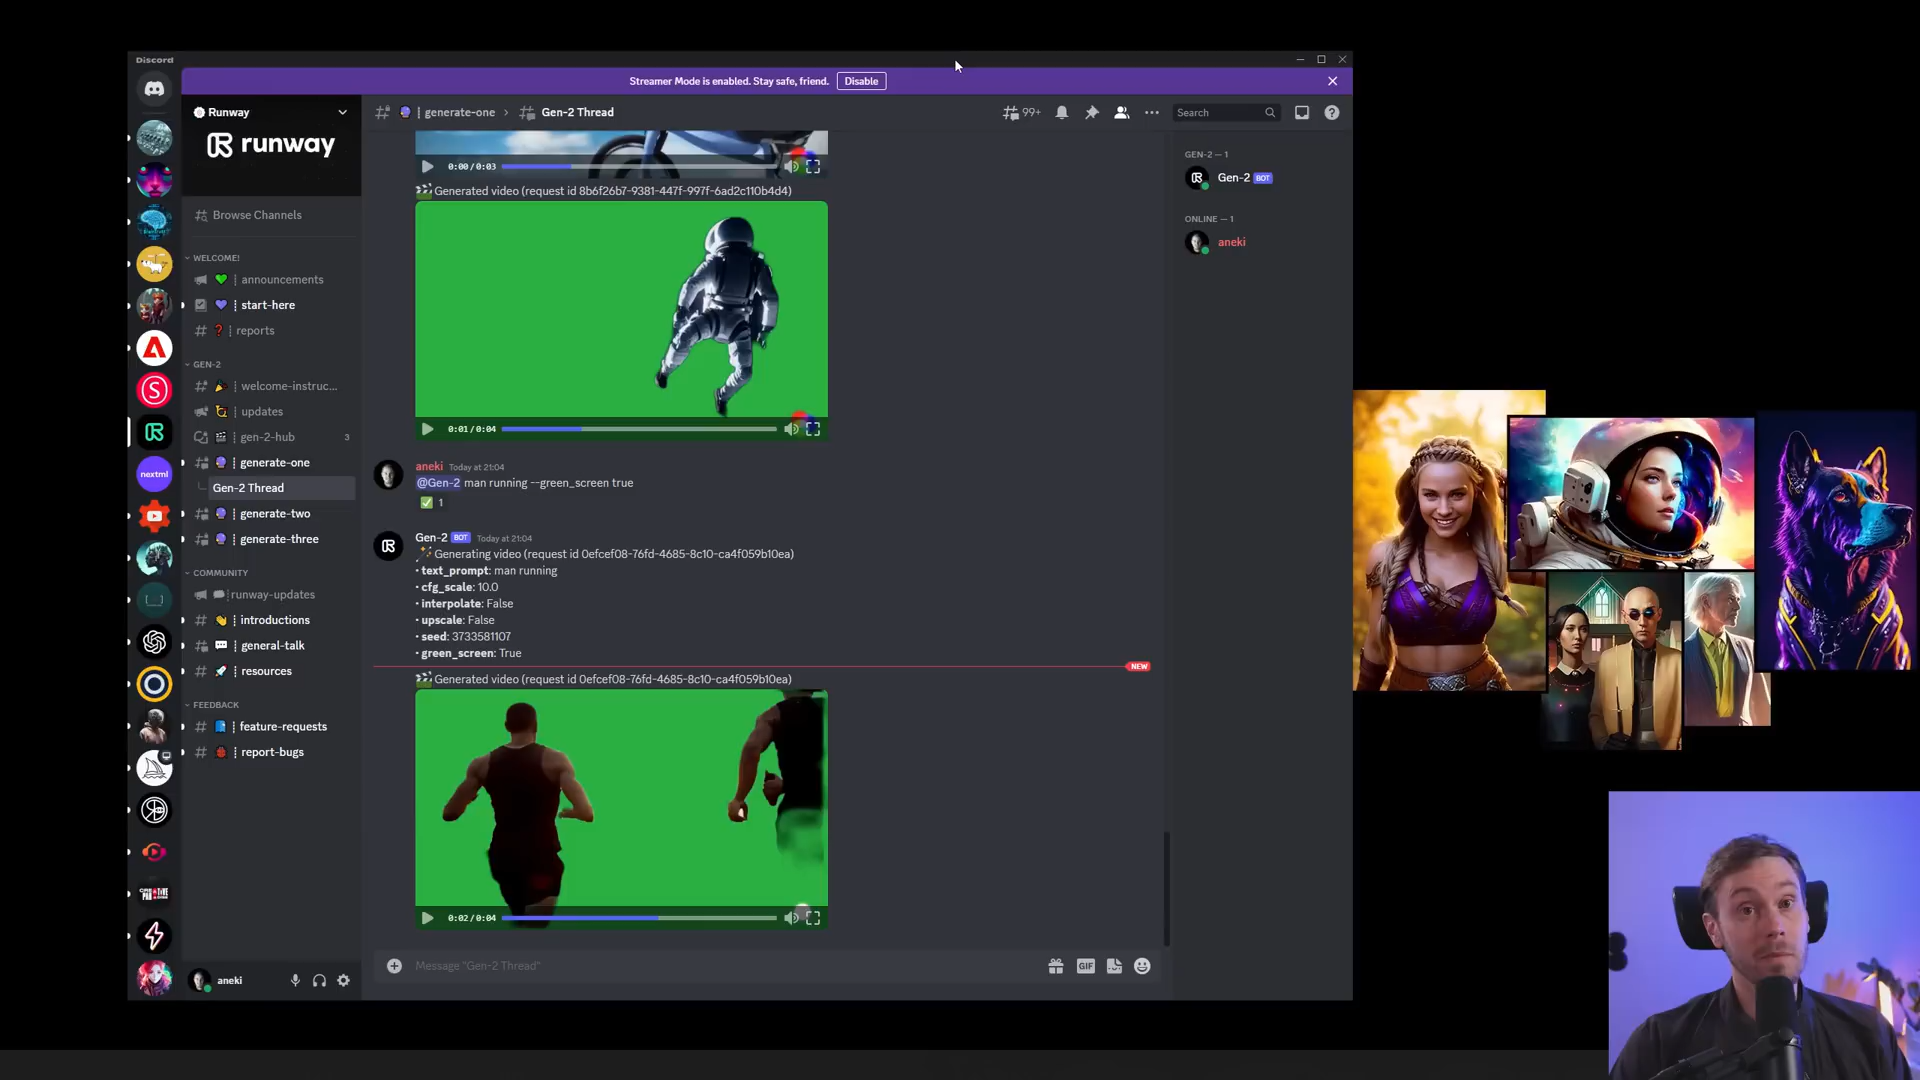 Discord
Streamer Mode is enabled. Stay safe, friend. Disable
Runway
runway
Browse Channels
WELCOME!
announcements
start-here
reports
GEN-2
welcome-instruc...
updates
gen-2-hub 3
generate-one
Gen-2 Thread
generate-two
generate-three
COMMUNITY
runway-updates
introductions
general-talk
resources
FEEDBACK
feature-requests
report-bugs
nextml
aneki
generate-one › Gen-2 Thread
99+
Search
0:00/0:03
Generated video (request id 8b6f26b7-9381-447f-997f-6ad2c110b4d4)
0:01/0:04
aneki Today at 21:04
@Gen-2 man running --green_screen true
1
Gen-2 BOT Today at 21:04
Generating video (request id 0efcef08-76fd-4685-8c10-ca4f059b10ea)
• text_prompt: man running
• cfg_scale: 10.0
• interpolate: False
• upscale: False
• seed: 3733581107
• green_screen: True
NEW
Generated video (request id 0efcef08-76fd-4685-8c10-ca4f059b10ea)
0:02/0:04
Message "Gen-2 Thread"
GIF
GEN-2 — 1
Gen-2 BOT
ONLINE — 1
aneki